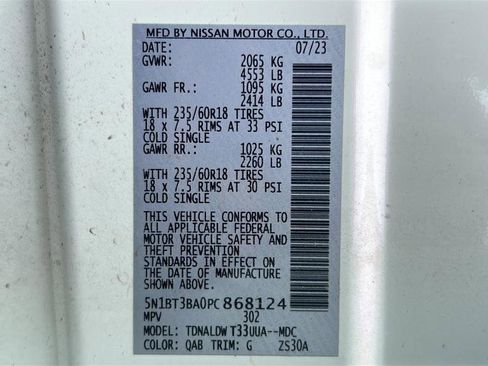 MFD BY NISSAN MOTOR CO., LTD.
DATE: 07/23
GVWR: 2065 KG
4553 LB
GAWR FR.: 1095 KG
2414 LB
WITH 235/60R18 TIRES
18 x 7.5 RIMS AT 33 PSI
COLD SINGLE
GAWR RR.: 1025 KG
2260 LB
WITH 235/60R18 TIRES
18 x 7.5 RIMS AT 30 PSI
COLD SINGLE
THIS VEHICLE CONFORMS TO
ALL APPLICABLE FEDERAL
MOTOR VEHICLE SAFETY AND
THEFT PREVENTION
STANDARDS IN EFFECT ON
THE DATE OF MANUFACTURE
SHOWN ABOVE.
5N1BT3BA0PC868124
MPV 302
MODEL: TDNALDW T33UUA--MDC
COLOR: QAB TRIM: G ZS30A